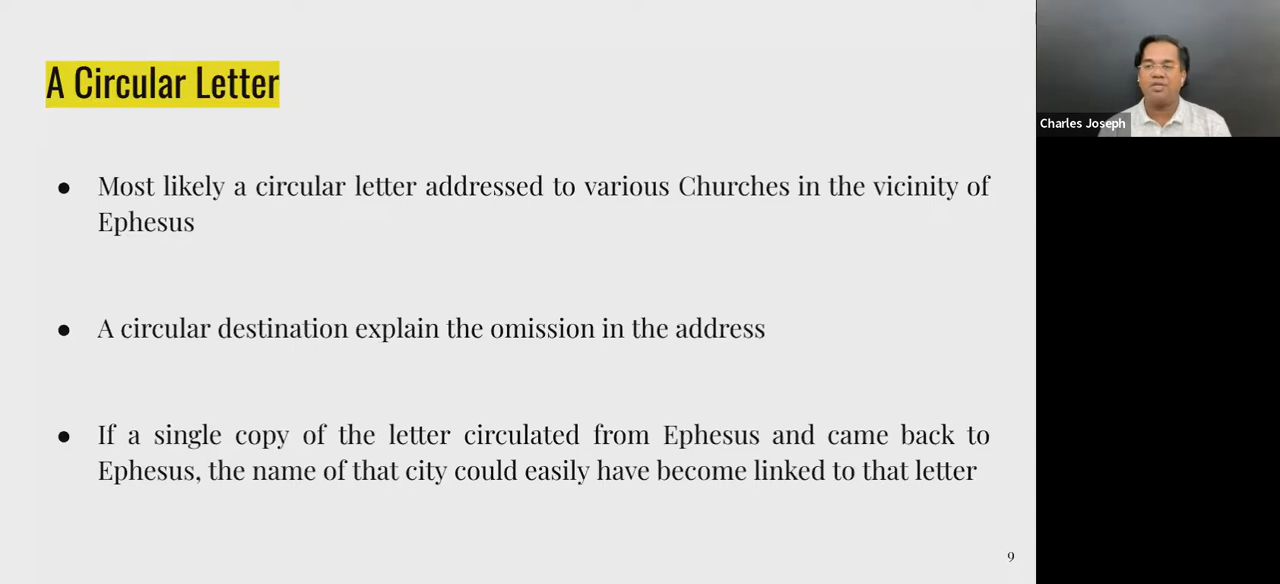 A Circular Letter
● Most likely a circular letter addressed to various Churches in the vicinity of
Ephesus
● A circular destination explain the omission in the address
● If a single copy of the letter circulated from Ephesus and came back to
Ephesus, the name of that city could easily have become linked to that letter
9
Charles Joseph